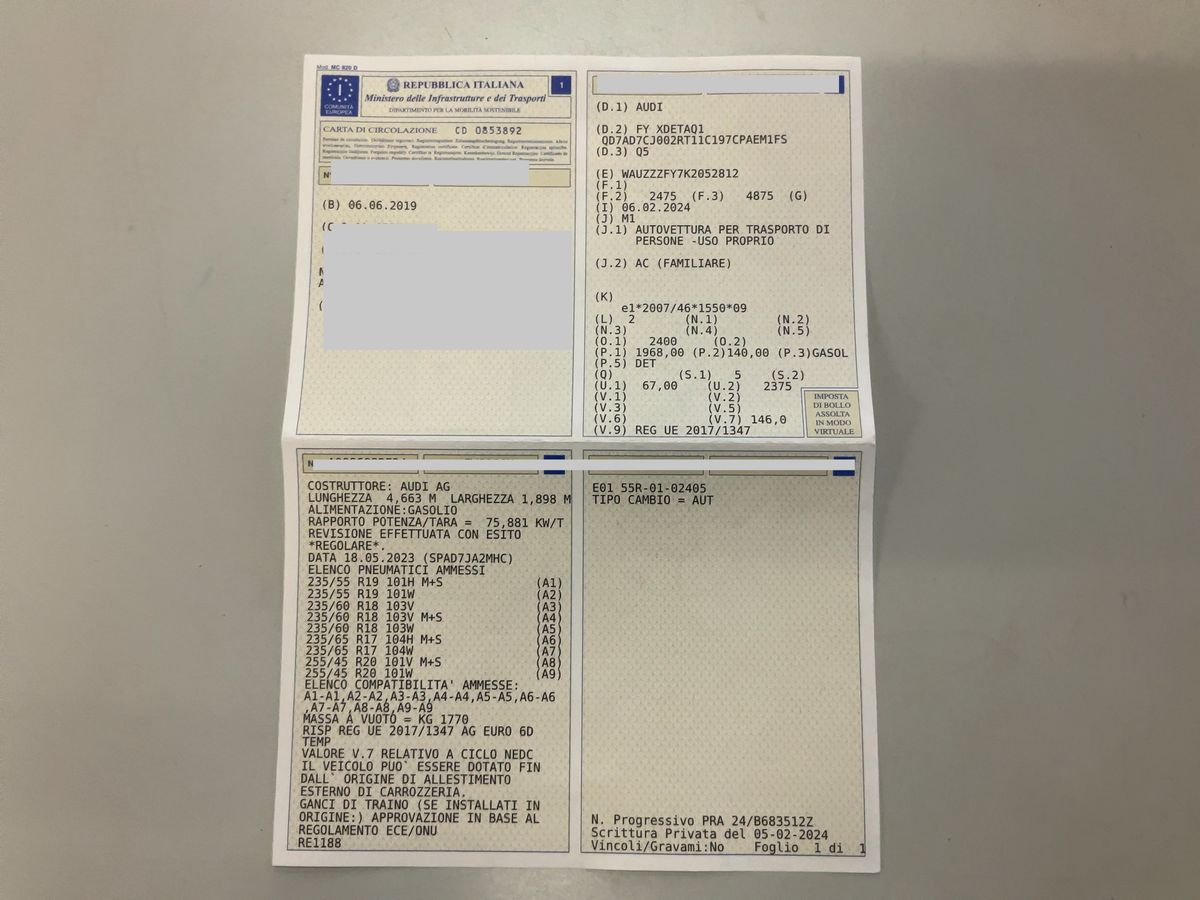 Mod. MC 820 D
I
COMUNITÀ
EUROPEA
REPUBBLICA ITALIANA
Ministero delle Infrastrutture e dei Trasporti
DIPARTIMENTO PER LA MOBILITÀ SOSTENIBILE
1
CARTA DI CIRCOLAZIONE CD 0853892
(B) 06.06.2019
(D.1) AUDI
(D.2) FY XDETAQ1
QD7AD7CJ002RT11C197CPAEM1FS
(D.3) Q5
(E) WAUZZZFY7K2052812
(F.1)
(F.2) 2475 (F.3) 4875 (G)
(I) 06.02.2024
(J) M1
(J.1) AUTOVETTURA PER TRASPORTO DI
PERSONE -USO PROPRIO
(J.2) AC (FAMILIARE)
(K)
e1*2007/46*1550*09
(L) 2 (N.1) (N.2)
(N.3) (N.4) (N.5)
(O.1) 2400 (O.2)
(P.1) 1968,00 (P.2)140,00 (P.3)GASOL
(P.5) DET
(Q) (S.1) 5 (S.2)
(U.1) 67,00 (U.2) 2375
(V.1) (V.2)
(V.3) (V.5)
(V.6) (V.7) 146,0
(V.9) REG UE 2017/1347
IMPOSTA
DI BOLLO
ASSOLTA
IN MODO
VIRTUALE
COSTRUTTORE: AUDI AG
LUNGHEZZA 4,663 M LARGHEZZA 1,898 M
ALIMENTAZIONE:GASOLIO
RAPPORTO POTENZA/TARA = 75,881 KW/T
REVISIONE EFFETTUATA CON ESITO
*REGOLARE*.
DATA 18.05.2023 (SPAD7JA2MHC)
ELENCO PNEUMATICI AMMESSI
235/55 R19 101H M+S (A1)
235/55 R19 101W (A2)
235/60 R18 103V (A3)
235/60 R18 103V M+S (A4)
235/60 R18 103W (A5)
235/65 R17 104H M+S (A6)
235/65 R17 104W (A7)
255/45 R20 101V M+S (A8)
255/45 R20 101W (A9)
ELENCO COMPATIBILITA' AMMESSE:
A1-A1,A2-A2,A3-A3,A4-A4,A5-A5,A6-A6
,A7-A7,A8-A8,A9-A9
MASSA A VUOTO = KG 1770
RISP REG UE 2017/1347 AG EURO 6D
TEMP
VALORE V.7 RELATIVO A CICLO NEDC
IL VEICOLO PUO` ESSERE DOTATO FIN
DALL` ORIGINE DI ALLESTIMENTO
ESTERNO DI CARROZZERIA.
GANCI DI TRAINO (SE INSTALLATI IN
ORIGINE:) APPROVAZIONE IN BASE AL
REGOLAMENTO ECE/ONU
RE1188
E01 55R-01-02405
TIPO CAMBIO = AUT
N. Progressivo PRA 24/B683512Z
Scrittura Privata del 05-02-2024
Vincoli/Gravami:No Foglio 1 di 1